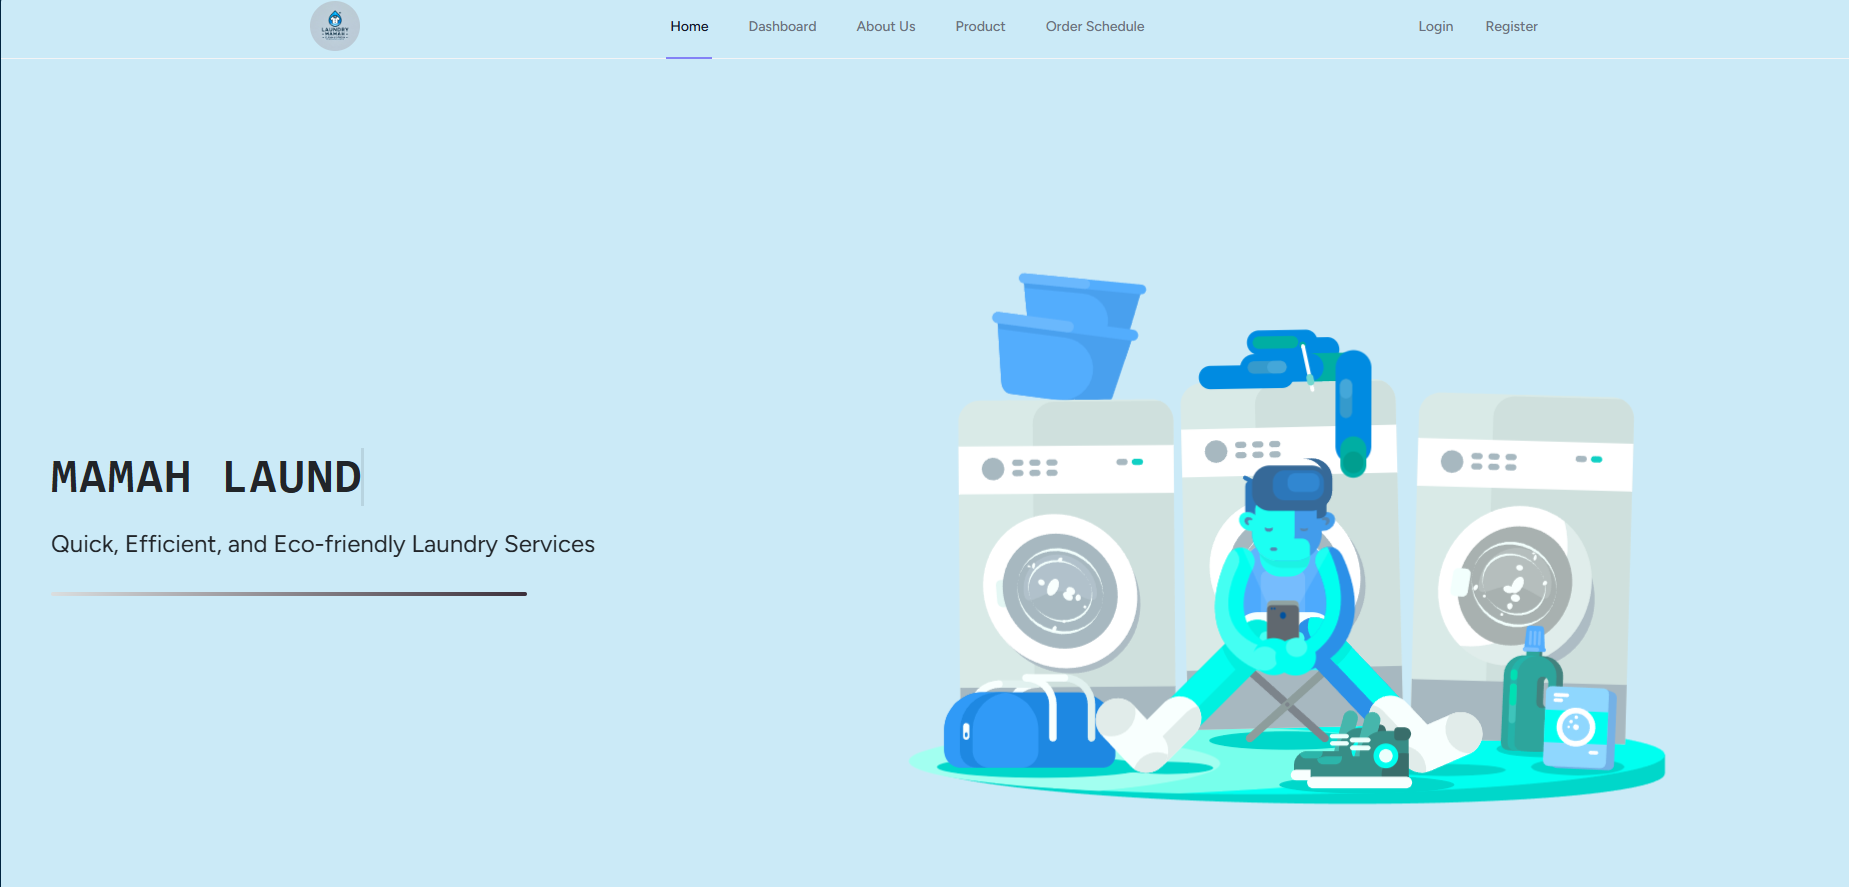 LAUNDRY
MAMAH
Home Dashboard About Us Product Order Schedule Login Register
MAMAH LAUND
Quick, Efficient, and Eco-friendly Laundry Services